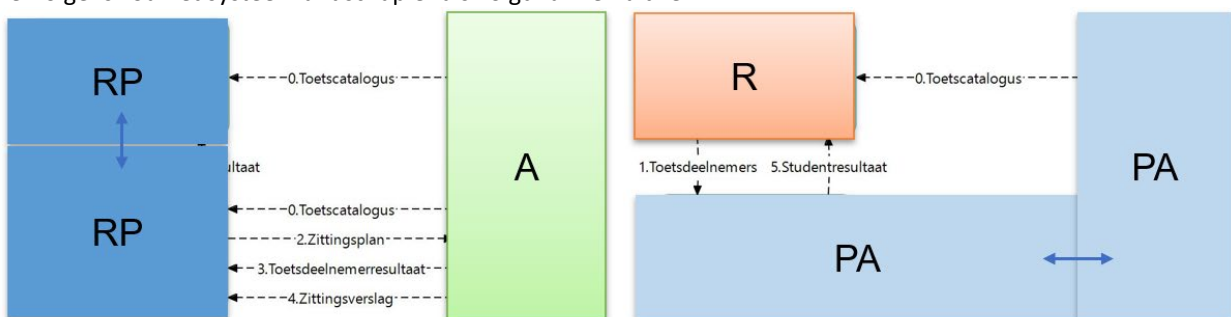 RP
0.Toetscatalogus
ultaat
RP
0.Toetscatalogus
2.Zittingsplan
3.Toetsdeelnemerresultaat
4.Zittingsverslag
A
R
0.Toetscatalogus
1.Toetsdeelnemers
5.Studentresultaat
PA
PA